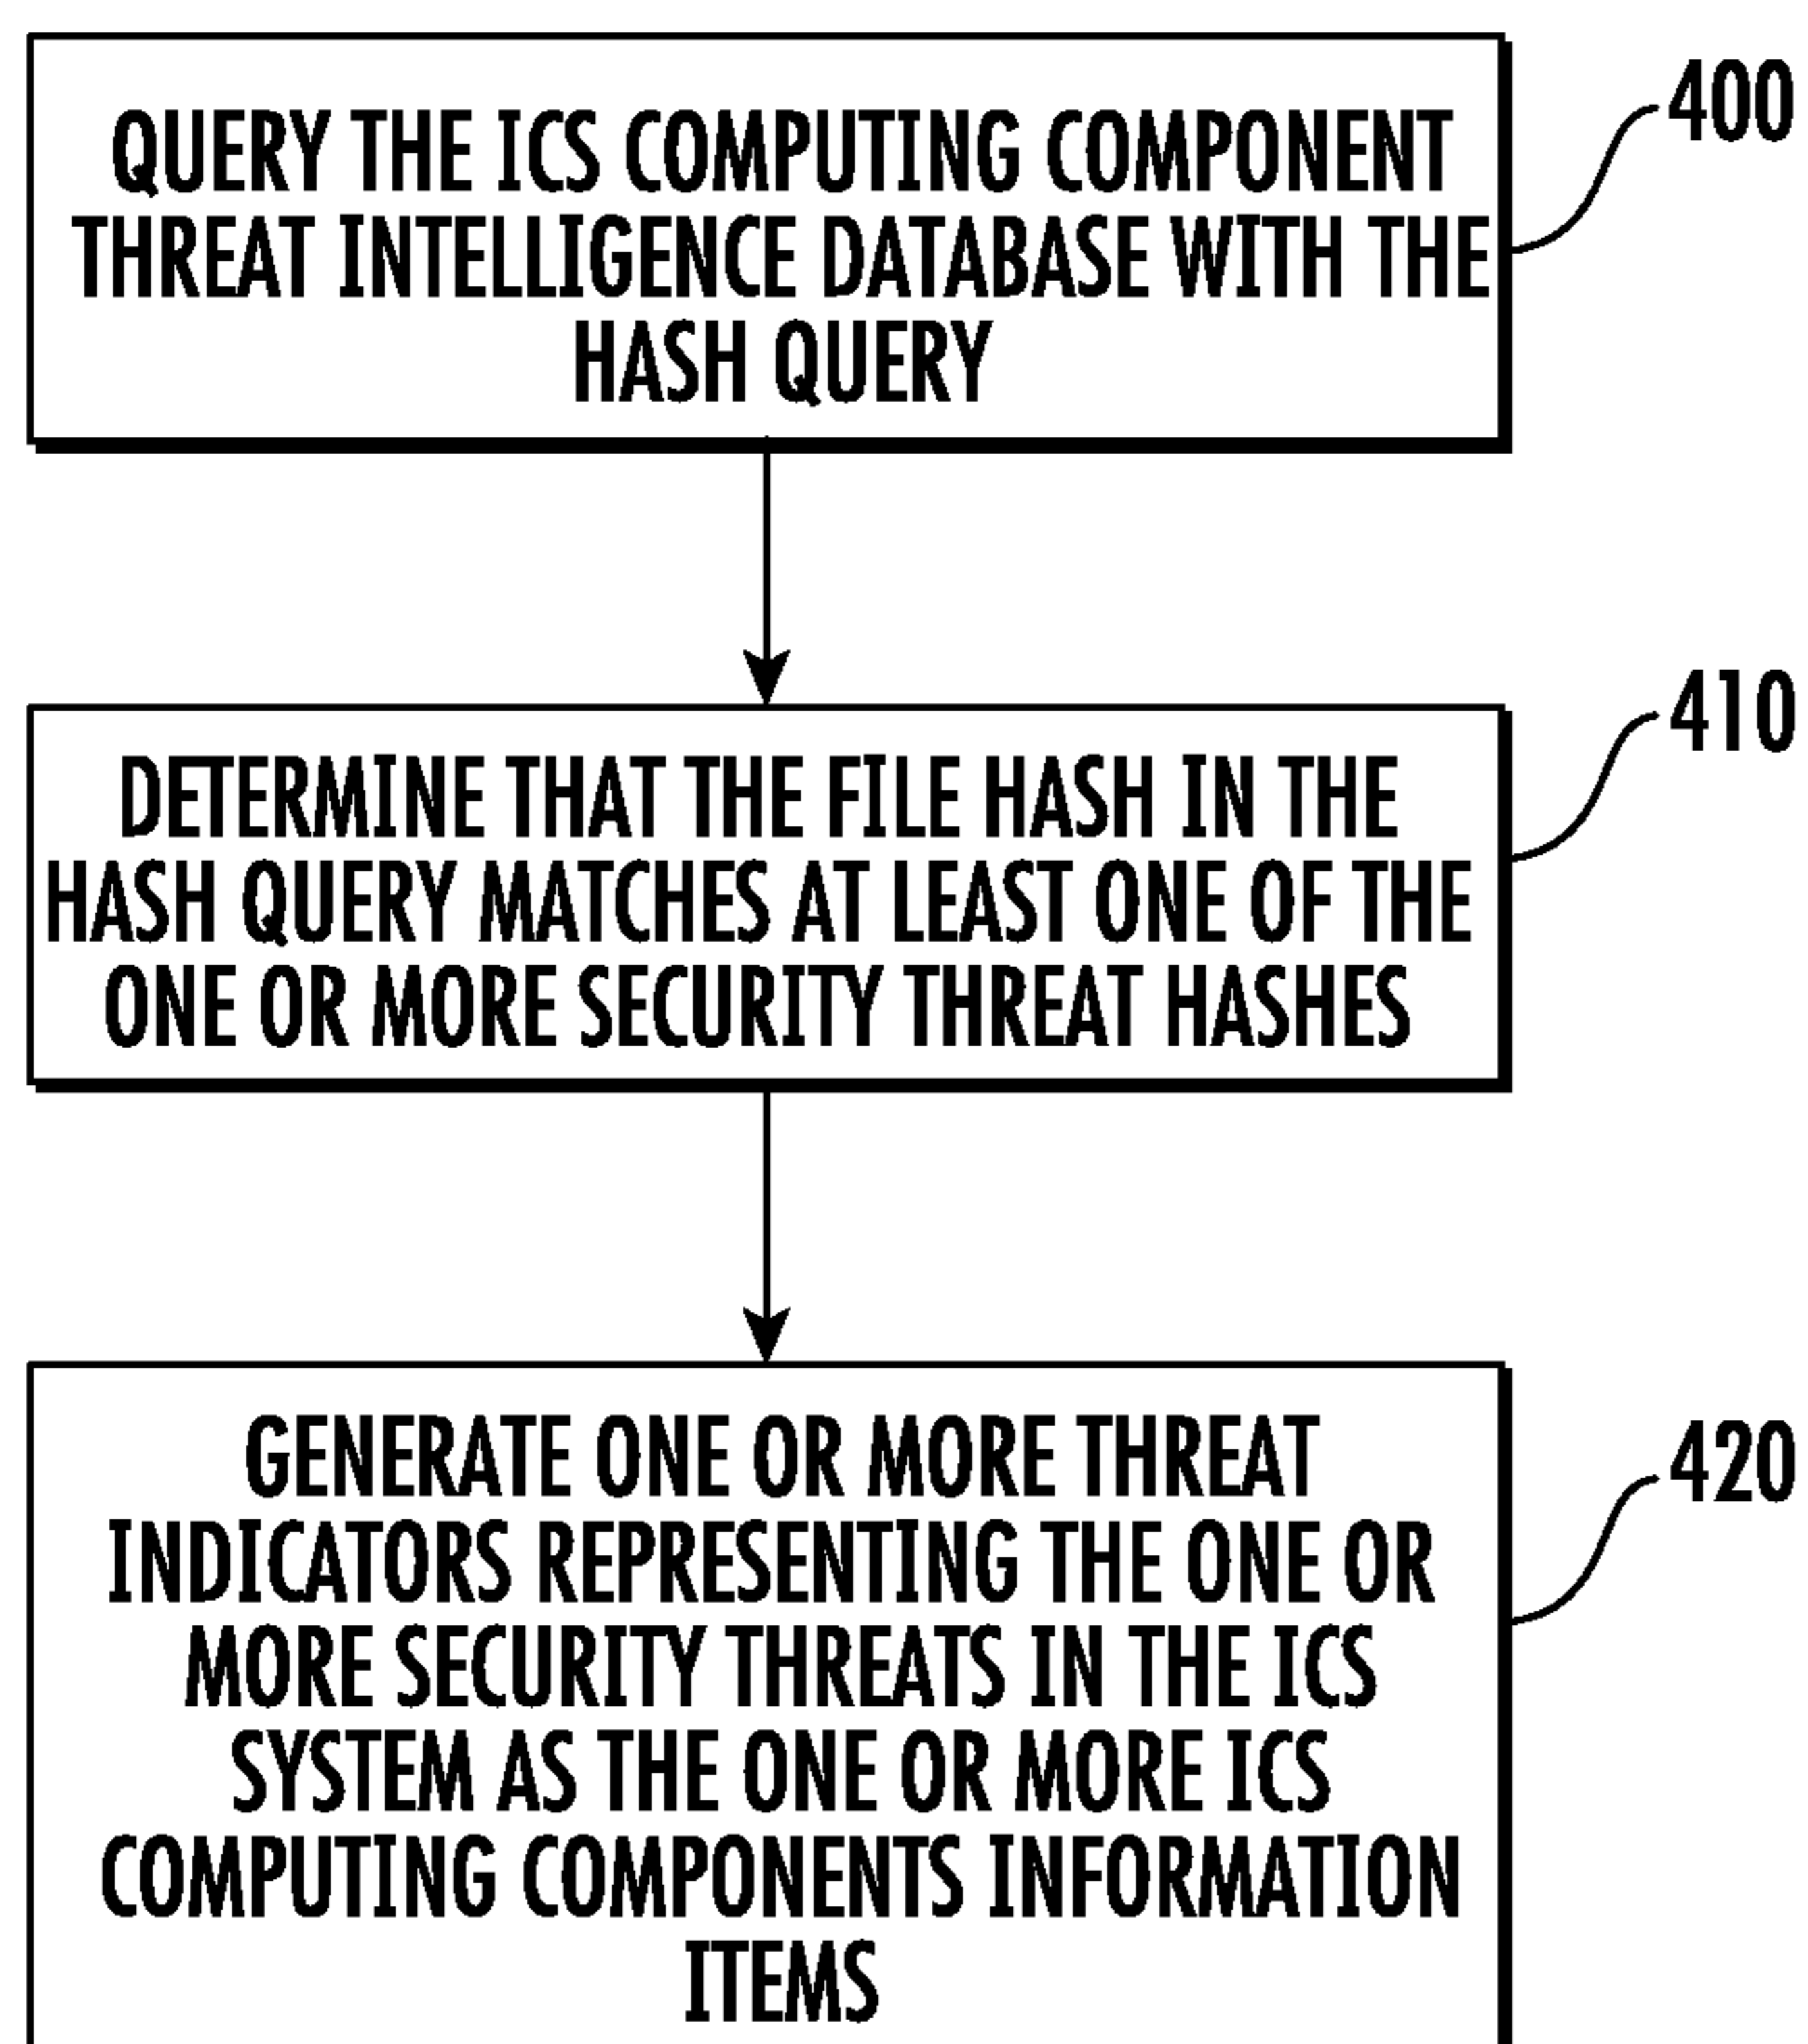 QUERY THE ICS COMPUTING COMPONENT
THREAT INTELLIGENCE DATABASE WITH THE
HASH QUERY
400
DETERMINE THAT THE FILE HASH IN THE
HASH QUERY MATCHES AT LEAST ONE OF THE
ONE OR MORE SECURITY THREAT HASHES
410
GENERATE ONE OR MORE THREAT
INDICATORS REPRESENTING THE ONE OR
MORE SECURITY THREATS IN THE ICS
SYSTEM AS THE ONE OR MORE ICS
COMPUTING COMPONENTS INFORMATION
ITEMS
420